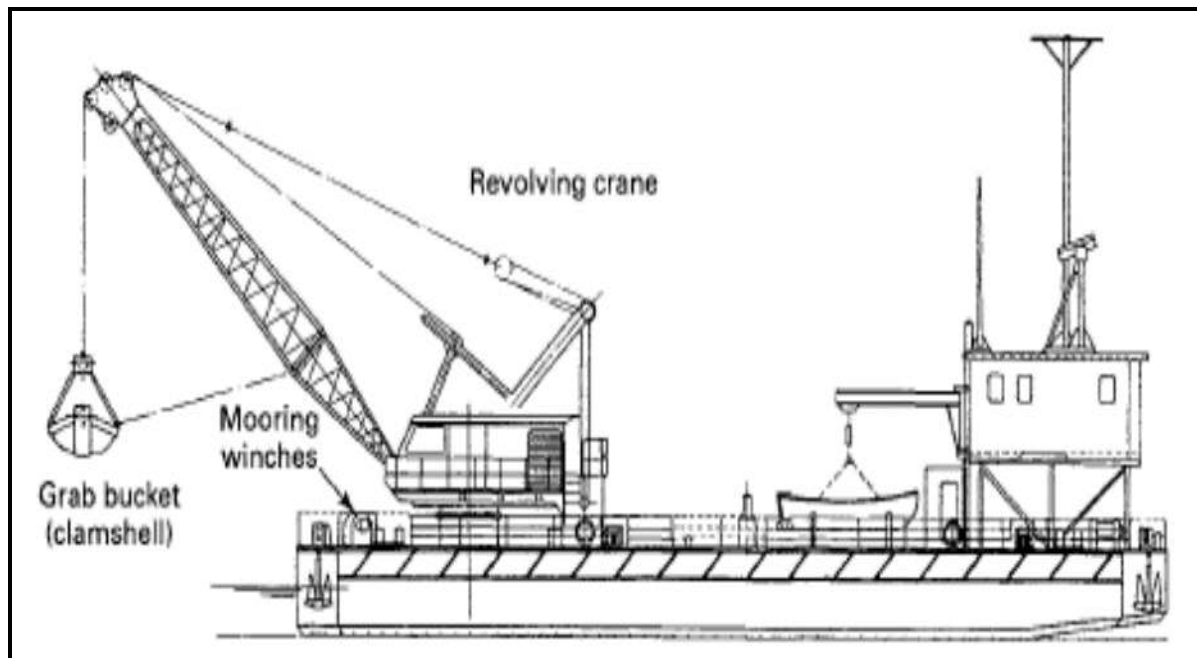 Revolving crane
Mooring
winches
Grab bucket
(clamshell)